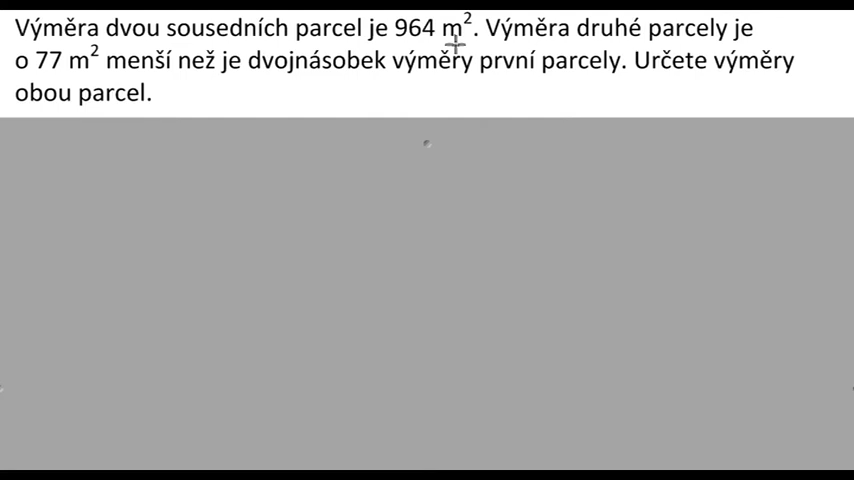 Výměra dvou sousedních parcel je 964 m². Výměra druhé parcely je
o 77 m² menší než je dvojnásobek výměry první parcely. Určete výměry
obou parcel.